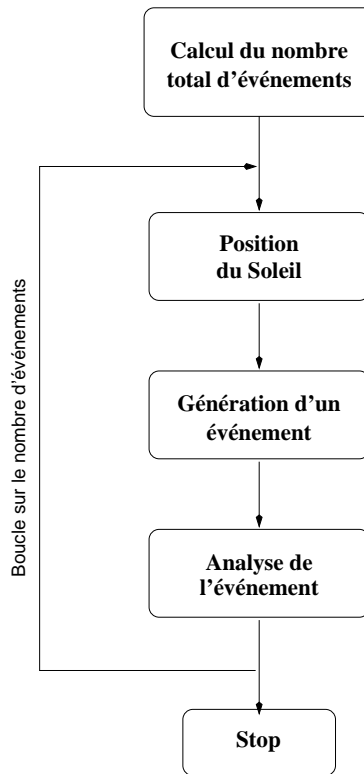 Calcul du nombre
total d'événements
Position
du Soleil
Génération d'un
événement
Analyse de
l'événement
Stop
Boucle sur le nombre d'événements